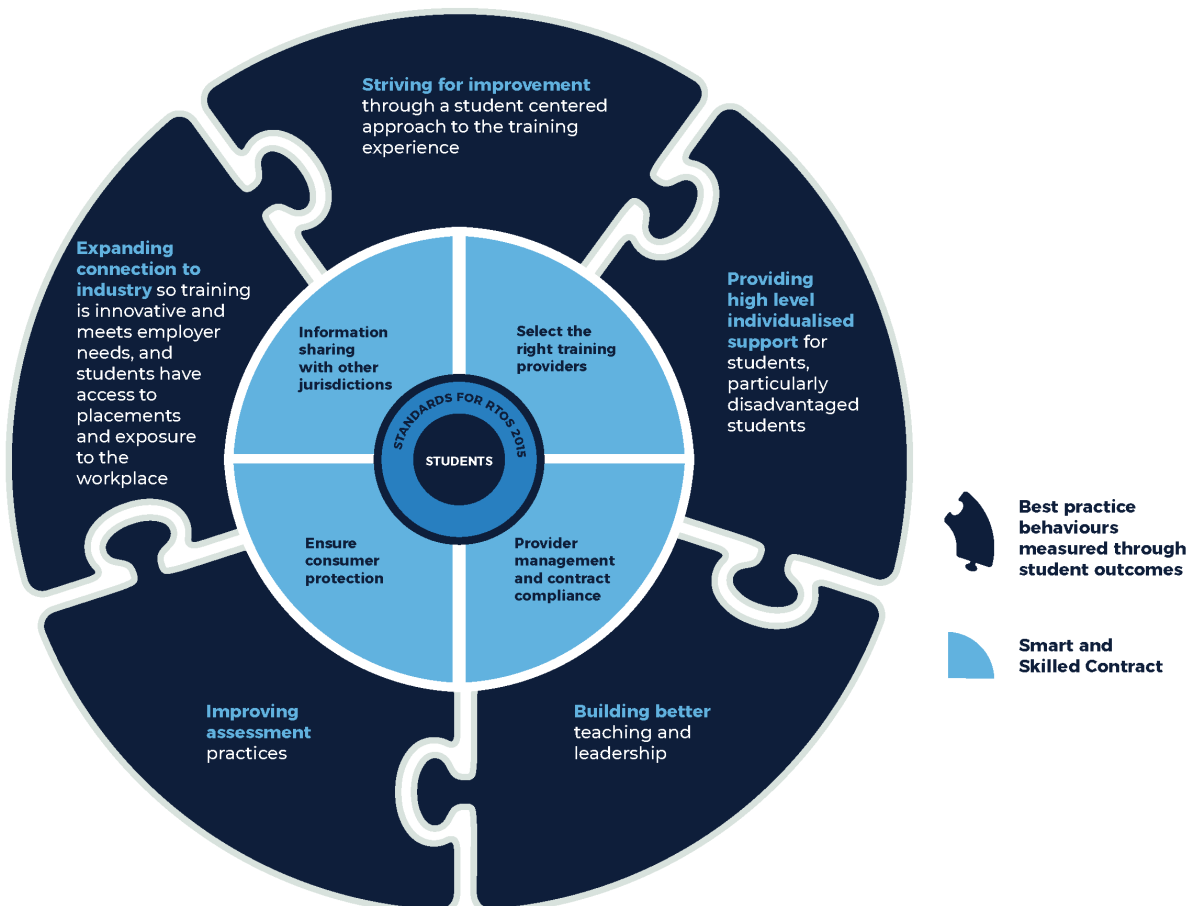 Striving for improvement
through a student centered
approach to the training
experience
Expanding
connection to
industry so training
is innovative and
meets employer
needs, and
students have
access to
placements
and exposure
to the
workplace
Providing
high level
individualised
support for
students,
particularly
disadvantaged
students
Information
sharing
with other
jurisdictions
Select the
right training
providers
STANDARDS FOR RTOS 2015
STUDENTS
Ensure
consumer
protection
Provider
management
and contract
compliance
Improving
assessment
practices
Building better
teaching and
leadership
Best practice
behaviours
measured through
student outcomes
Smart and
Skilled Contract